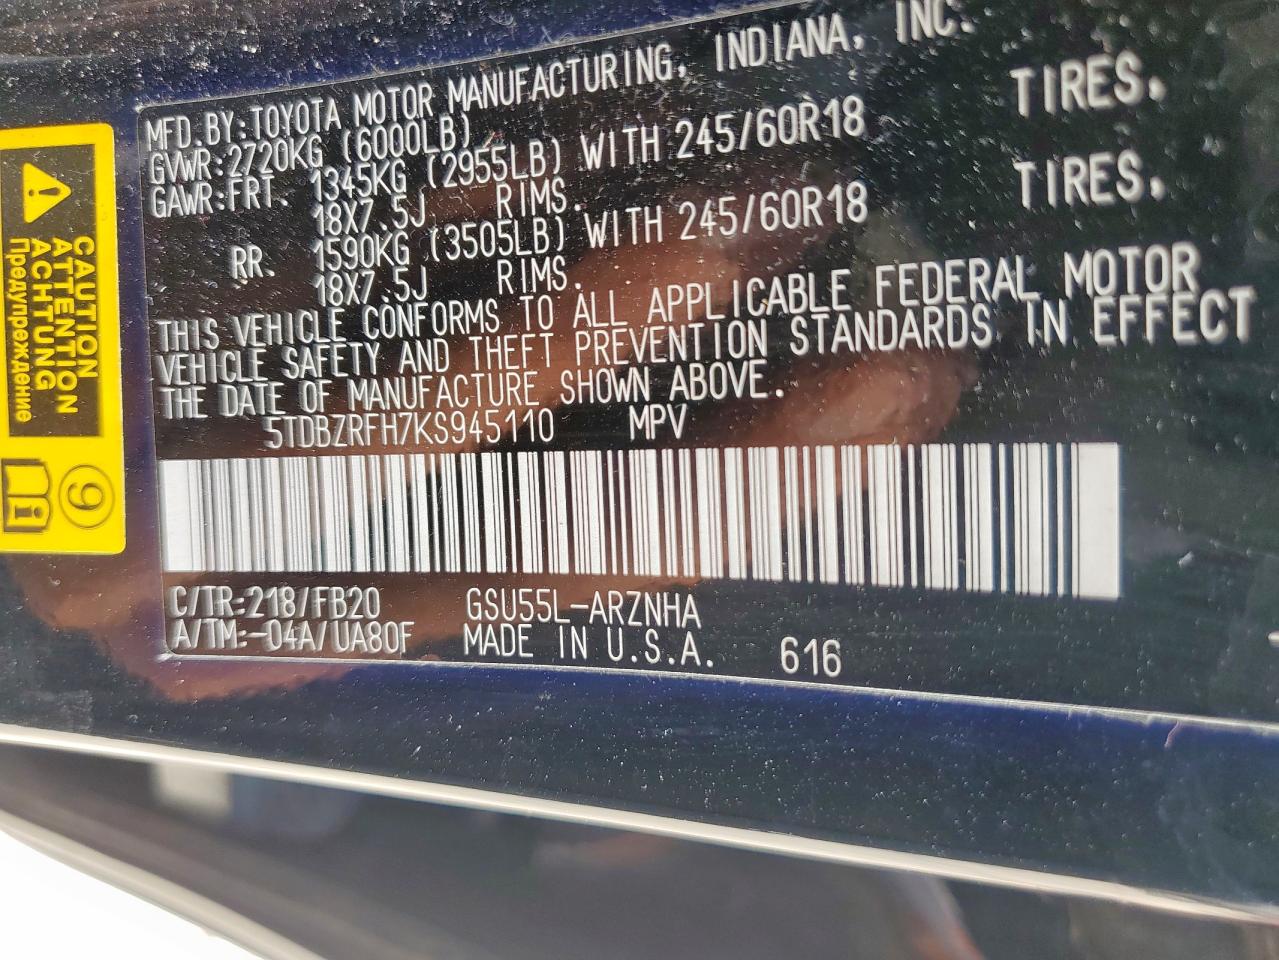 MFD.BY:TOYOTA MOTOR MANUFACTURING, INDIANA, INC.
GVWR:2720KG (6000LB)
GAWR:FRT. 1345KG (2955LB) WITH 245/60R18 TIRES,
18X7.5J RIMS.
RR. 1590KG (3505LB) WITH 245/60R18 TIRES,
18X7.5J RIMS.
THIS VEHICLE CONFORMS TO ALL APPLICABLE FEDERAL MOTOR
VEHICLE SAFETY AND THEFT PREVENTION STANDARDS IN EFFECT
THE DATE OF MANUFACTURE SHOWN ABOVE.
5TDBZRFH7KS945110 MPV
C/TR:218/FB20 GSU55L-ARZNHA
A/TM:-04A/UA80F MADE IN U.S.A. 616
CAUTION
ATTENTION
ACHTUNG
Предупреждение
9
i